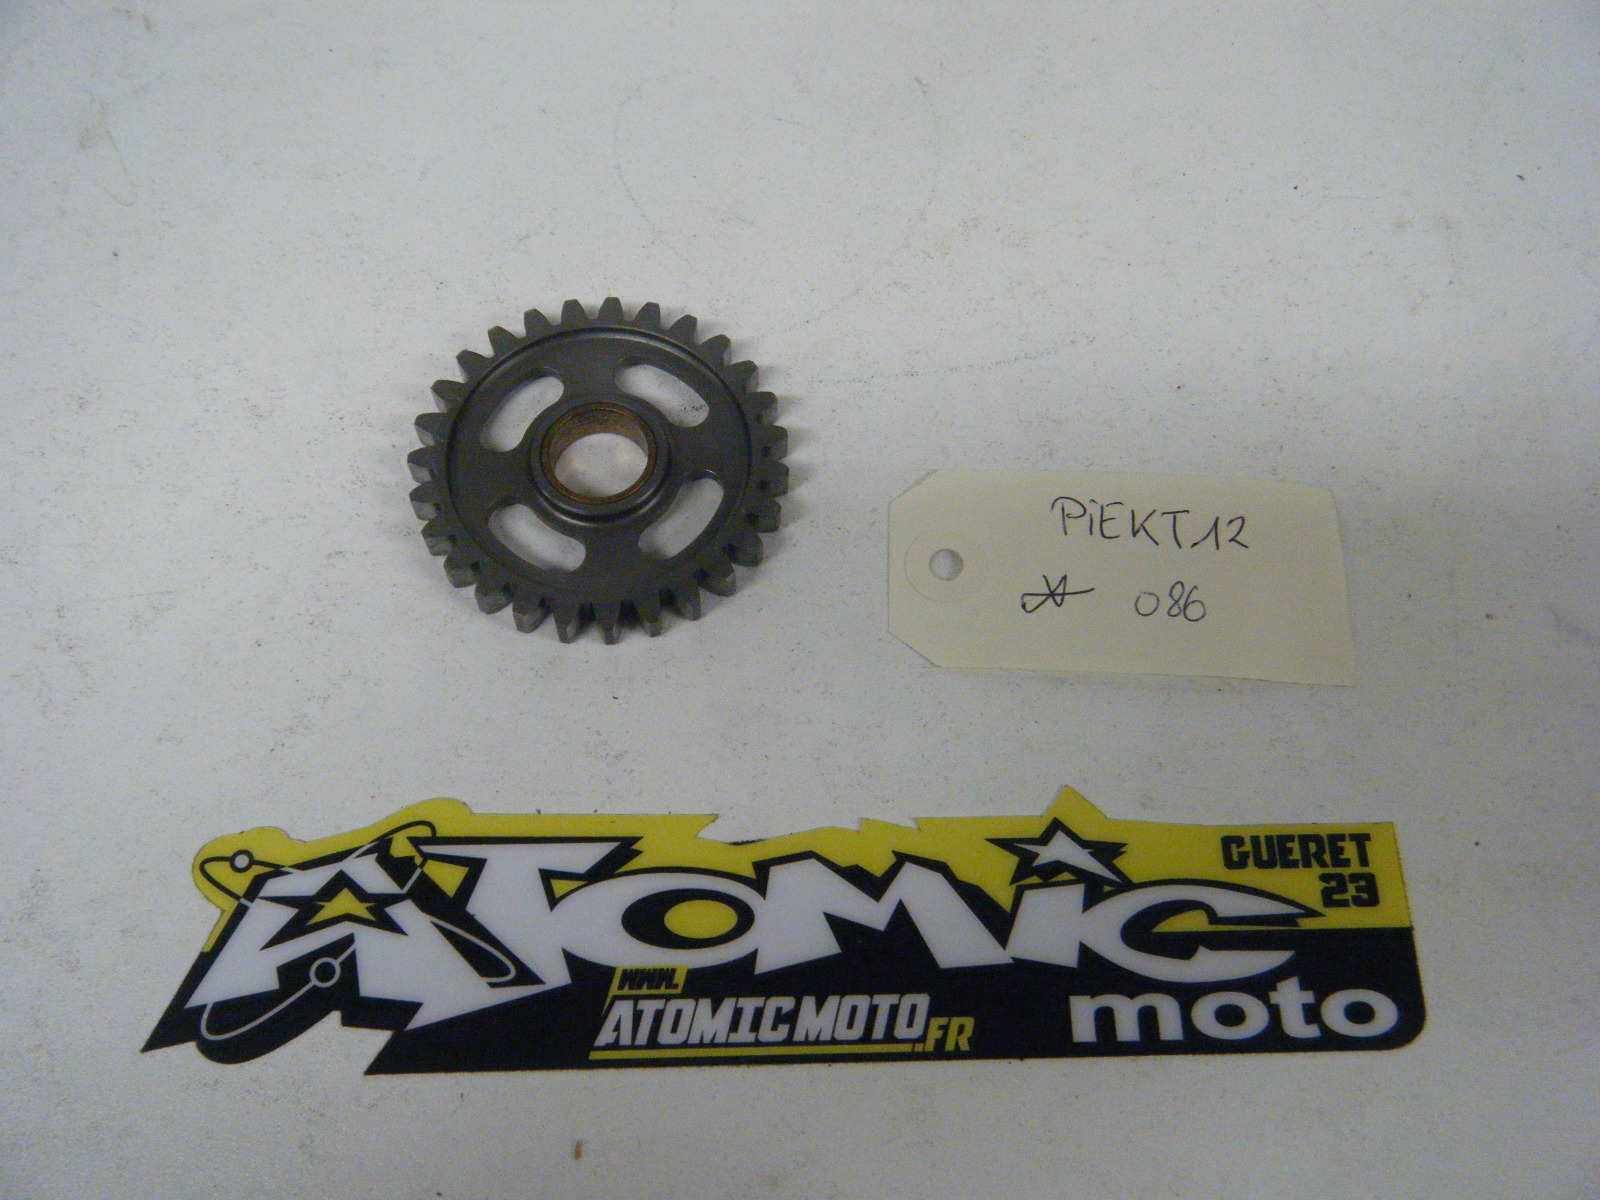 PiEKT12
086
ATOMIC
moto
GUERET
23
WWW.
ATOMICMOTO.FR